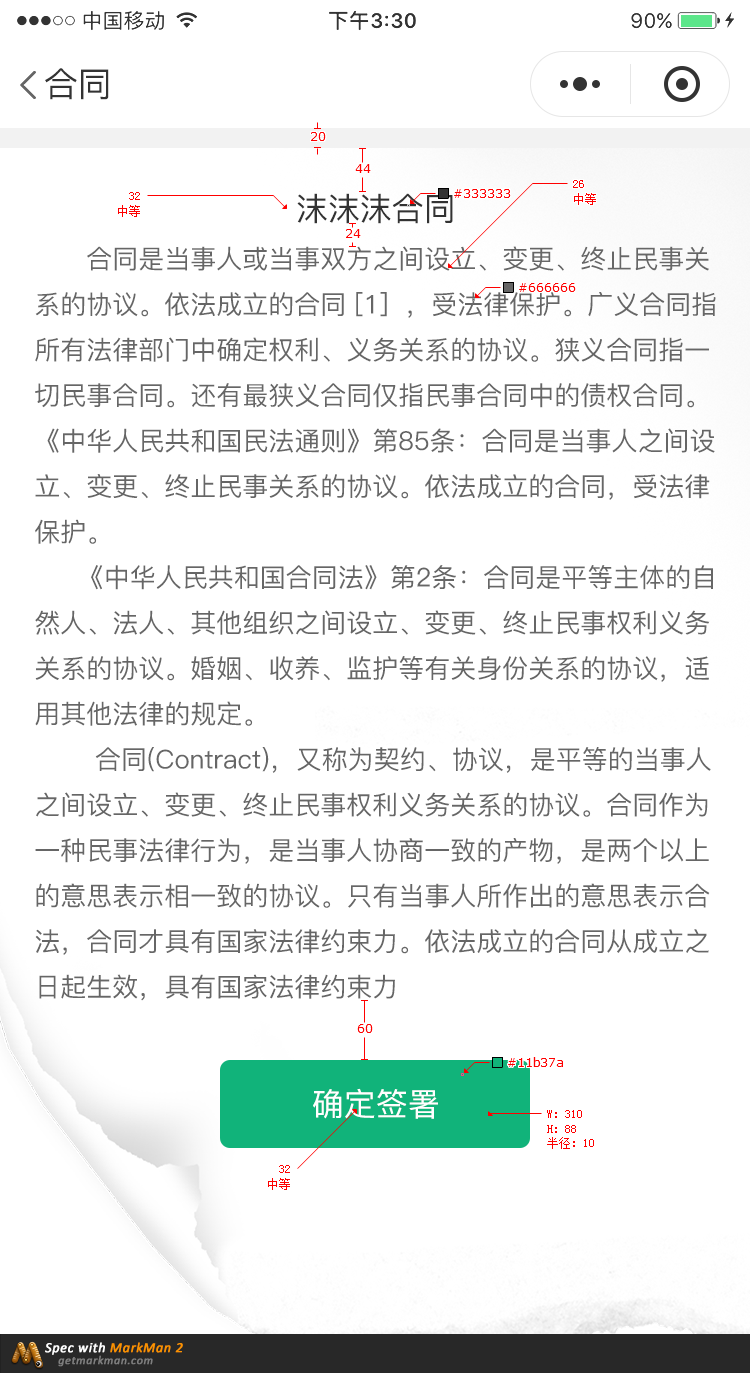 中国移动
下午3:30
90%
合同
20
44
32
中等
#333333
26
中等
沫沫沫合同
24
合同是当事人或当事双方之间设立、变更、终止民事关
#666666
系的协议。依法成立的合同 [1] ，受法律保护。广义合同指
所有法律部门中确定权利、义务关系的协议。狭义合同指一
切民事合同。还有最狭义合同仅指民事合同中的债权合同。
《中华人民共和国民法通则》第85条：合同是当事人之间设
立、变更、终止民事关系的协议。依法成立的合同，受法律
保护。
《中华人民共和国合同法》第2条：合同是平等主体的自
然人、法人、其他组织之间设立、变更、终止民事权利义务
关系的协议。婚姻、收养、监护等有关身份关系的协议，适
用其他法律的规定。
合同(Contract)，又称为契约、协议，是平等的当事人
之间设立、变更、终止民事权利义务关系的协议。合同作为
一种民事法律行为，是当事人协商一致的产物，是两个以上
的意思表示相一致的协议。只有当事人所作出的意思表示合
法，合同才具有国家法律约束力。依法成立的合同从成立之
日起生效，具有国家法律约束力
60
#11b37a
确定签署
W: 310
H: 88
半径: 10
32
中等
Spec with MarkMan 2
getmarkman.com